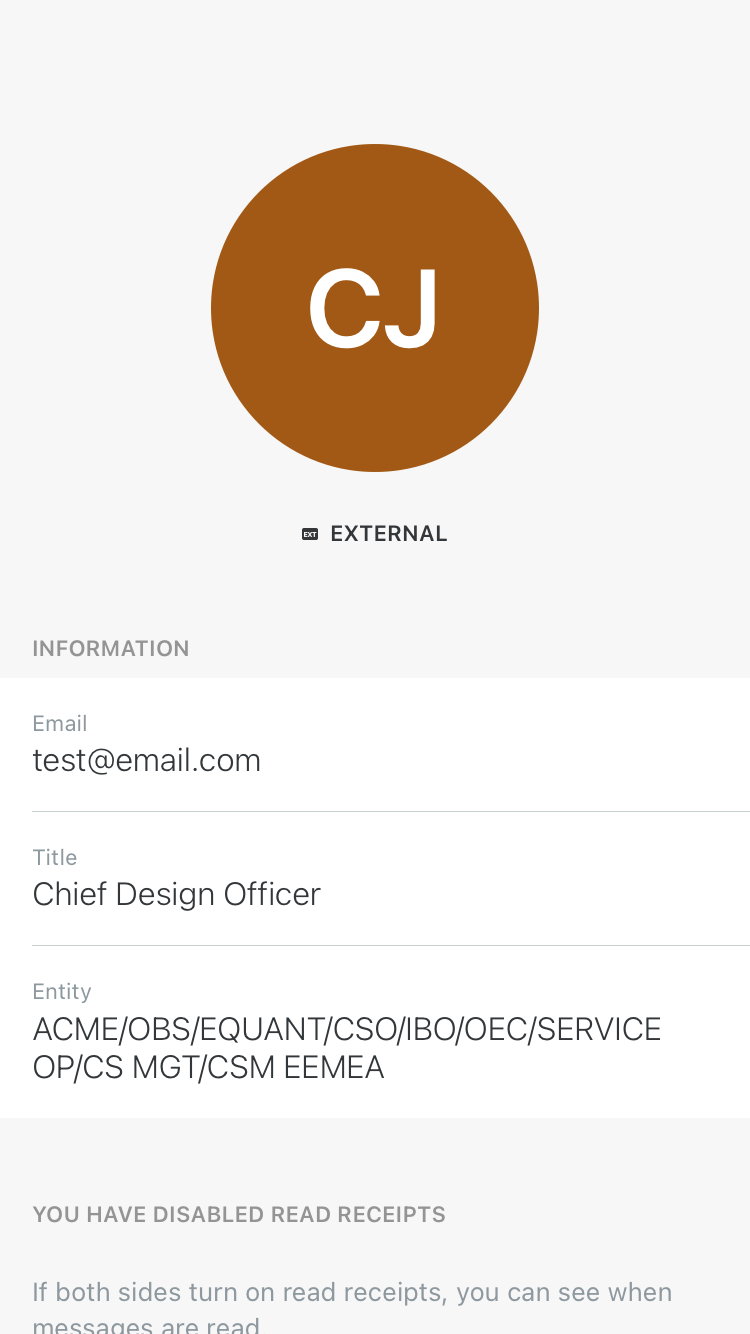 CJ
EXT EXTERNAL
INFORMATION
Email
test@email.com
Title
Chief Design Officer
Entity
ACME/OBS/EQUANT/CSO/IBO/OEC/SERVICE
OP/CS MGT/CSM EEMEA
YOU HAVE DISABLED READ RECEIPTS
If both sides turn on read receipts, you can see when
messages are read.